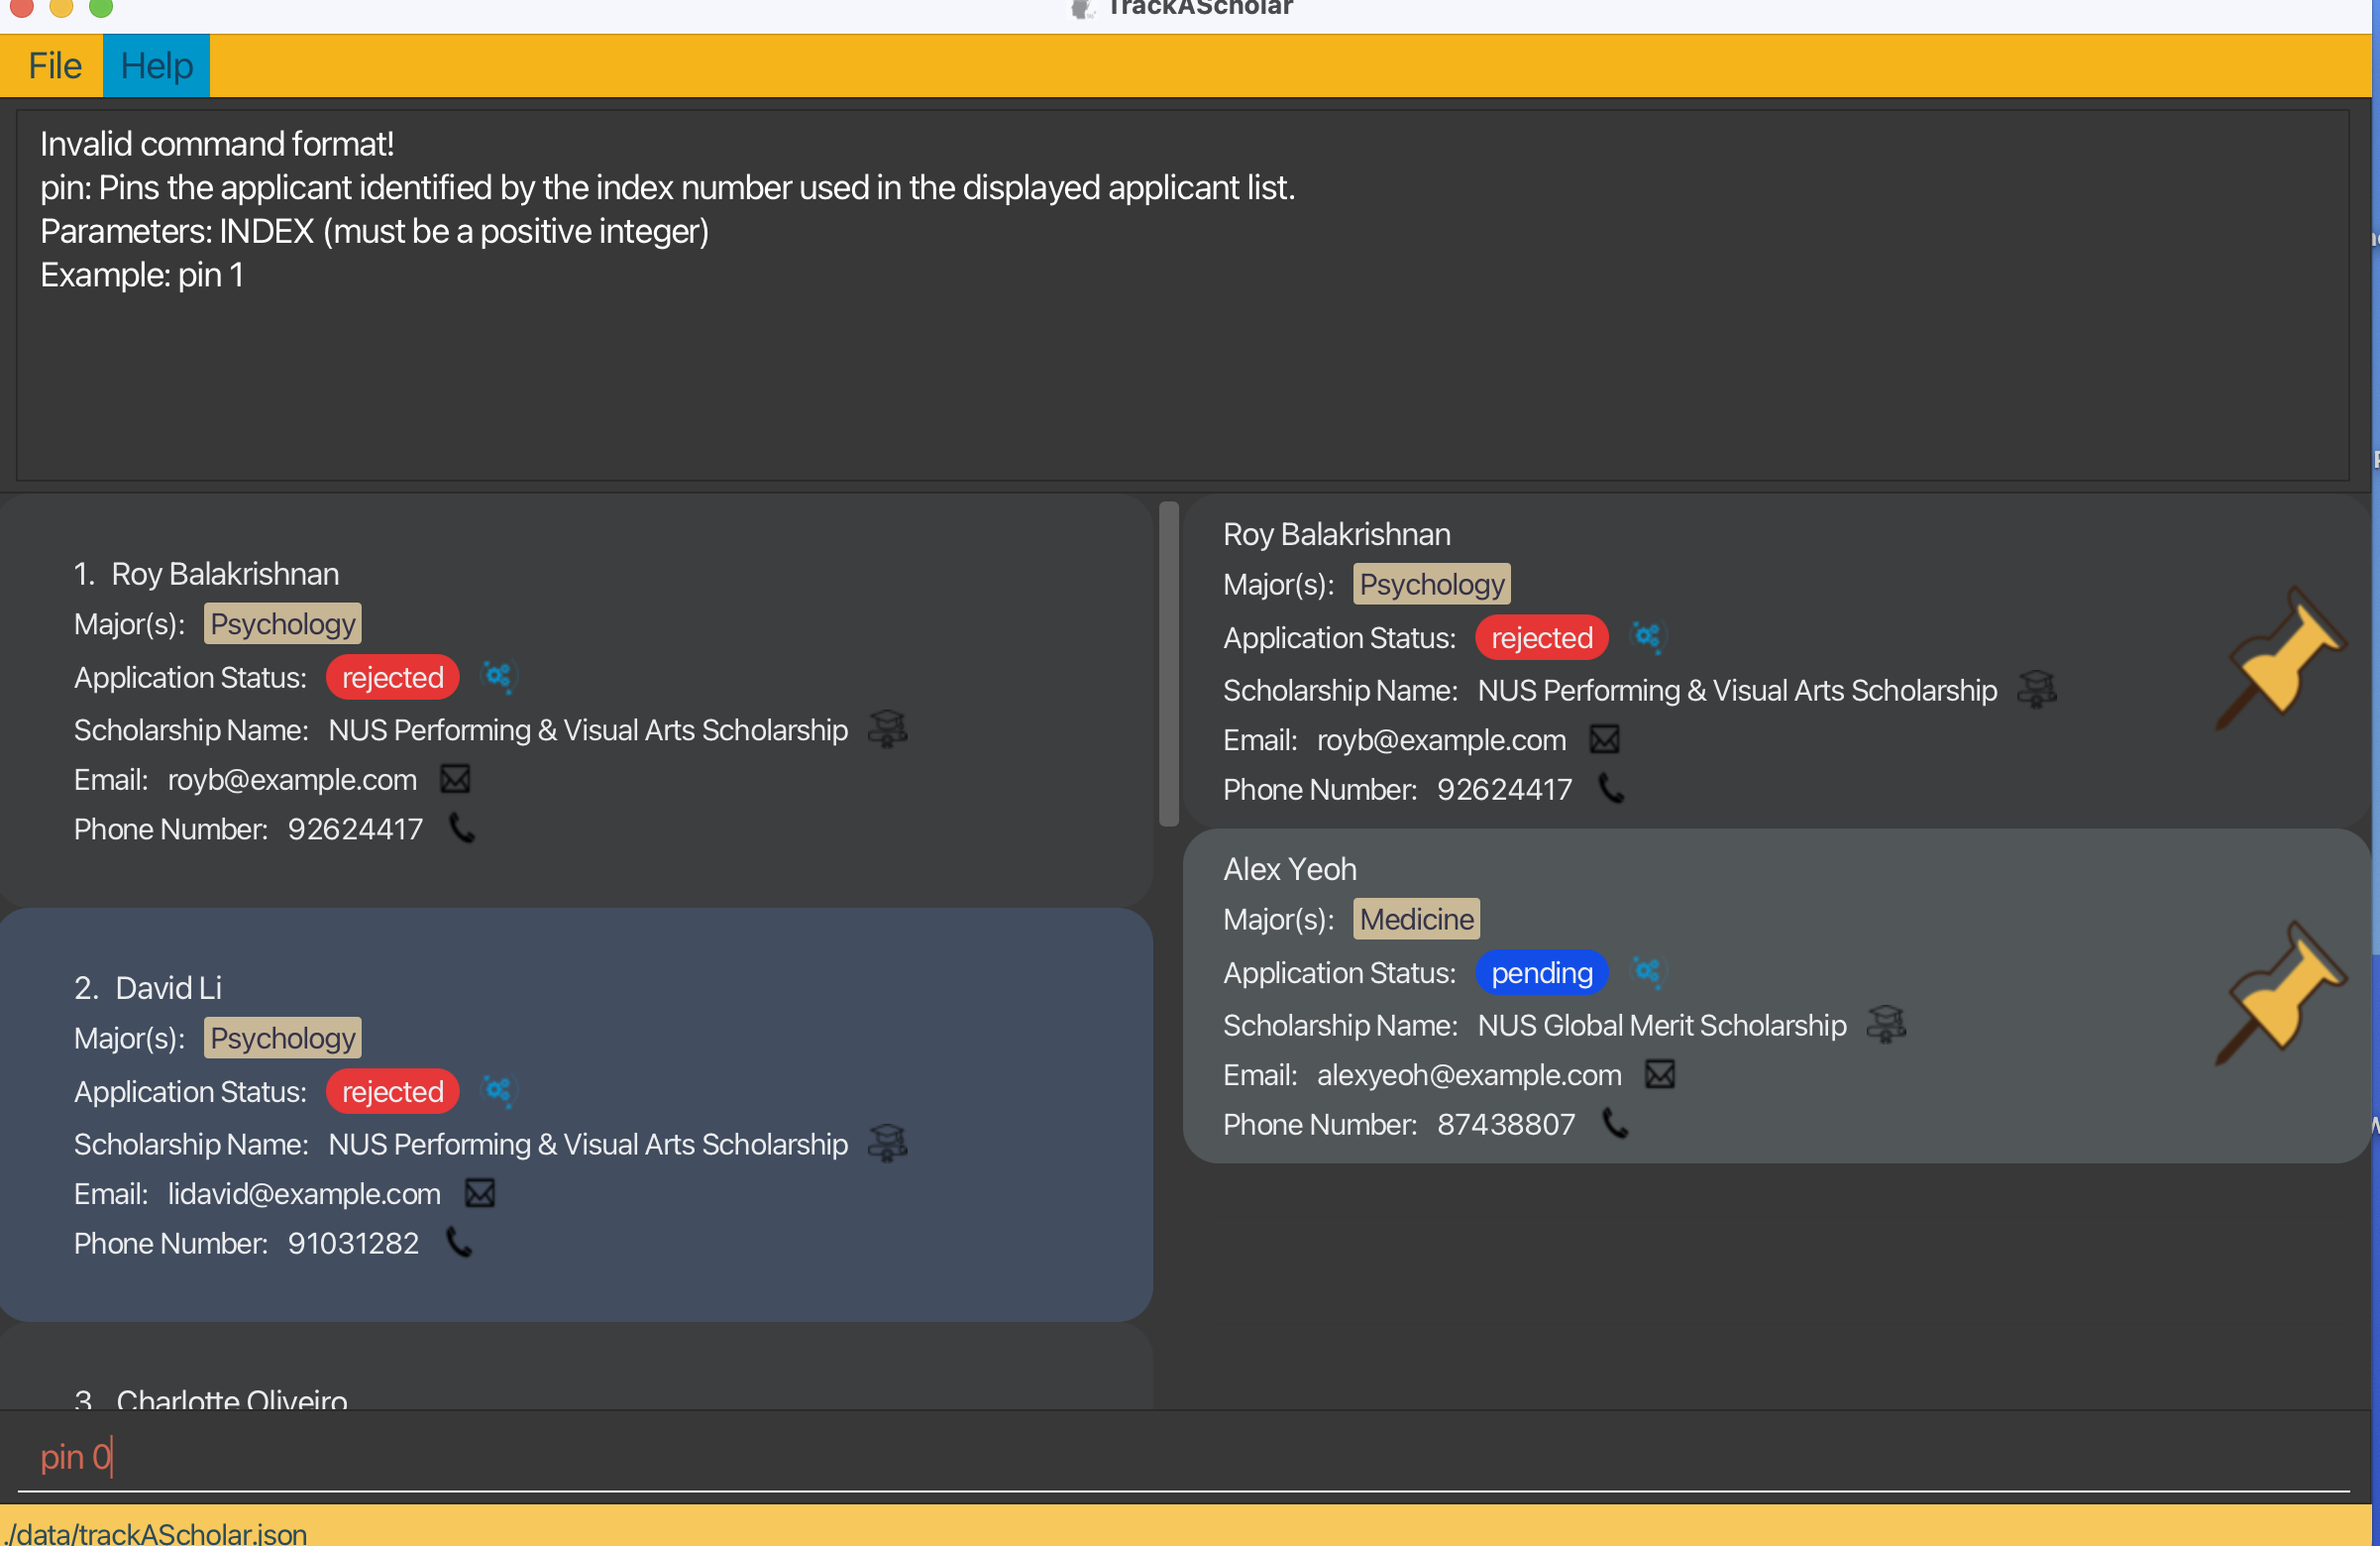 TrackAScholar
File Help
Invalid command format!
pin: Pins the applicant identified by the index number used in the displayed applicant list.
Parameters: INDEX (must be a positive integer)
Example: pin 1
1. Roy Balakrishnan
Major(s): Psychology
Application Status: rejected
Scholarship Name: NUS Performing & Visual Arts Scholarship
Email: royb@example.com
Phone Number: 92624417
2. David Li
Major(s): Psychology
Application Status: rejected
Scholarship Name: NUS Performing & Visual Arts Scholarship
Email: lidavid@example.com
Phone Number: 91031282
3. Charlotte Oliveiro
Roy Balakrishnan
Major(s): Psychology
Application Status: rejected
Scholarship Name: NUS Performing & Visual Arts Scholarship
Email: royb@example.com
Phone Number: 92624417
Alex Yeoh
Major(s): Medicine
Application Status: pending
Scholarship Name: NUS Global Merit Scholarship
Email: alexyeoh@example.com
Phone Number: 87438807
pin 0
./data/trackAScholar.json